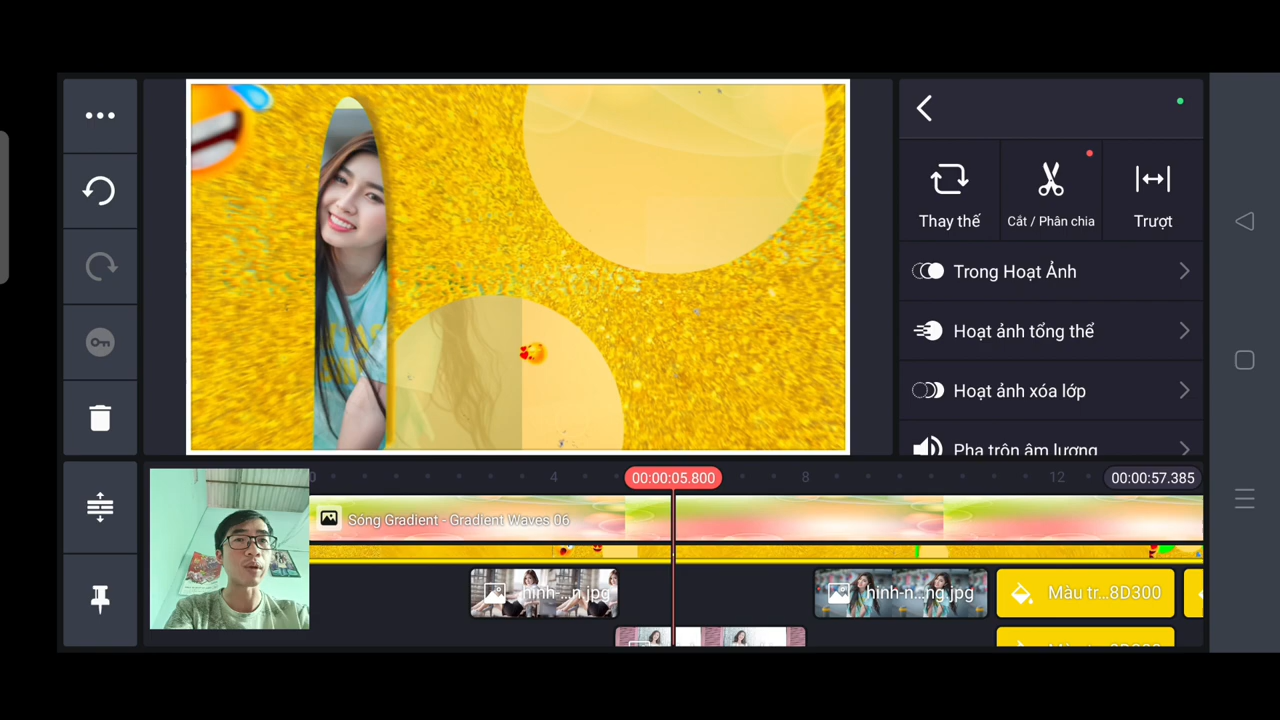 Thay thế
Cắt / Phân chia
Trượt
Trong Hoạt Ảnh
Hoạt ảnh tổng thể
Hoạt ảnh xóa lớp
Pha trộn âm lượng
0
4
00:00:05.800
8
12
00:00:57.385
Sóng Gradient - Gradient Waves 06
hinh-...n.jpg
hinh-n...ng.jpg
Màu tr...8D300